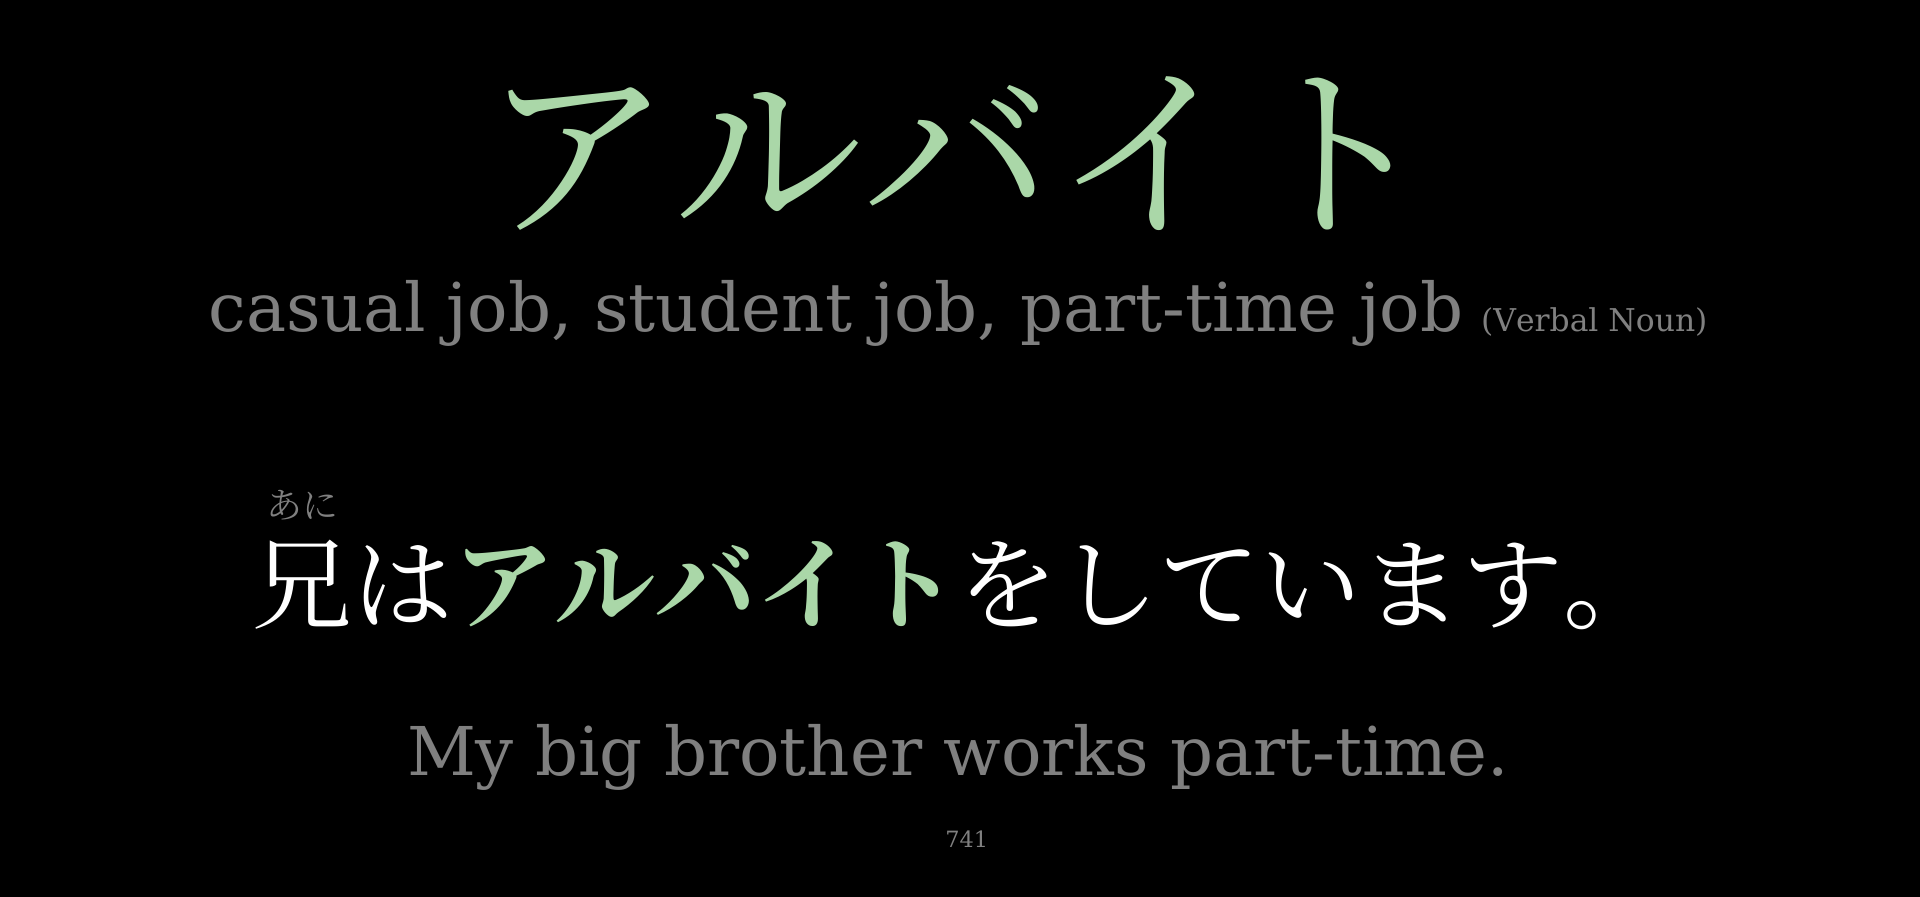 アルバイト
casual job, student job, part-time job (Verbal Noun)
あに
兄はアルバイトをしています。
My big brother works part-time.
741